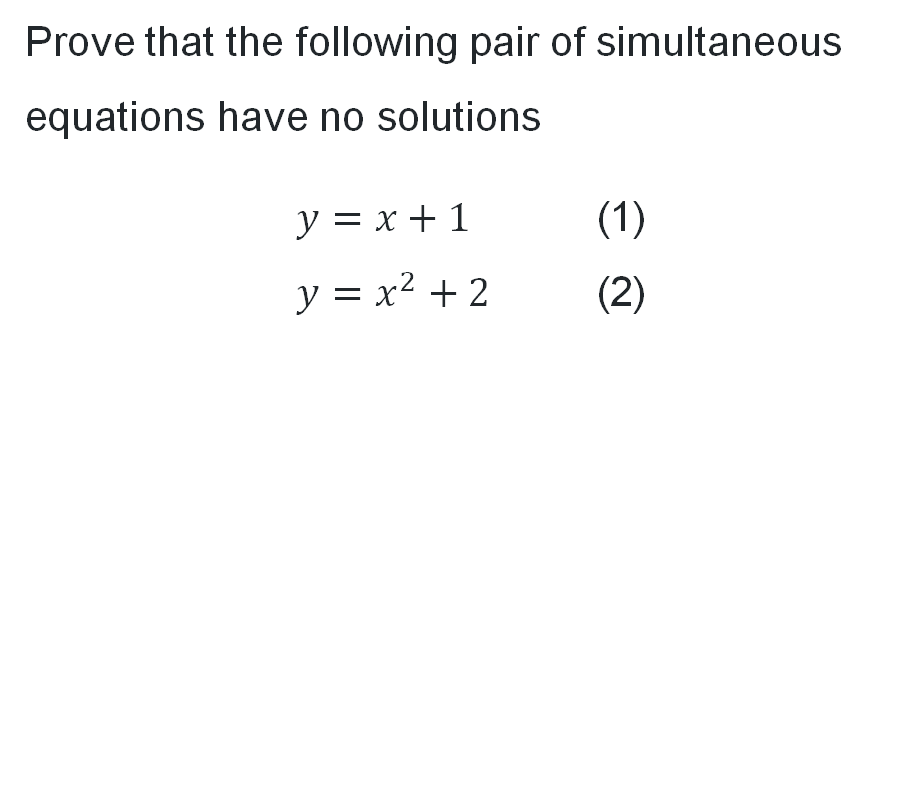 Prove that the following pair of simultaneous
equations have no solutions
y = x + 1 (1)
y = x² + 2 (2)